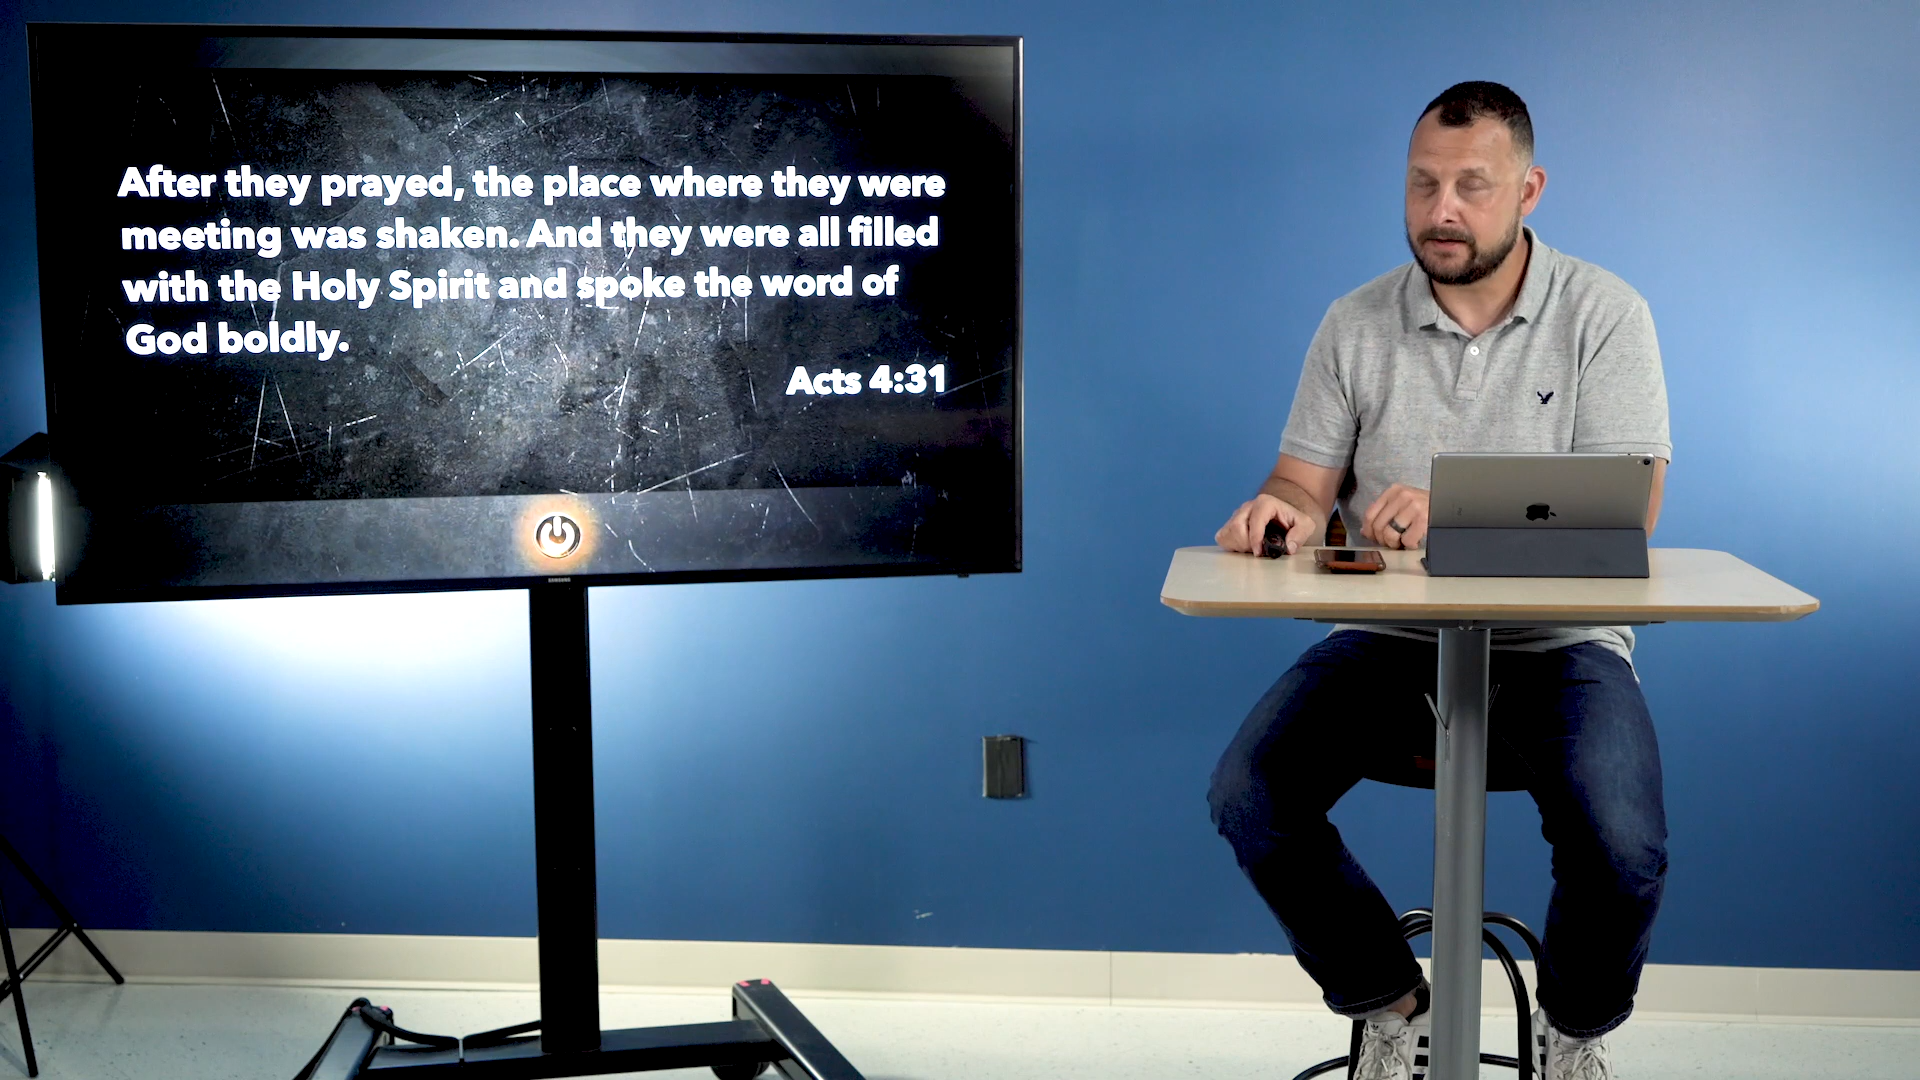 After they prayed, the place where they were
meeting was shaken. And they were all filled
with the Holy Spirit and spoke the word of
God boldly.
Acts 4:31
SAMSUNG